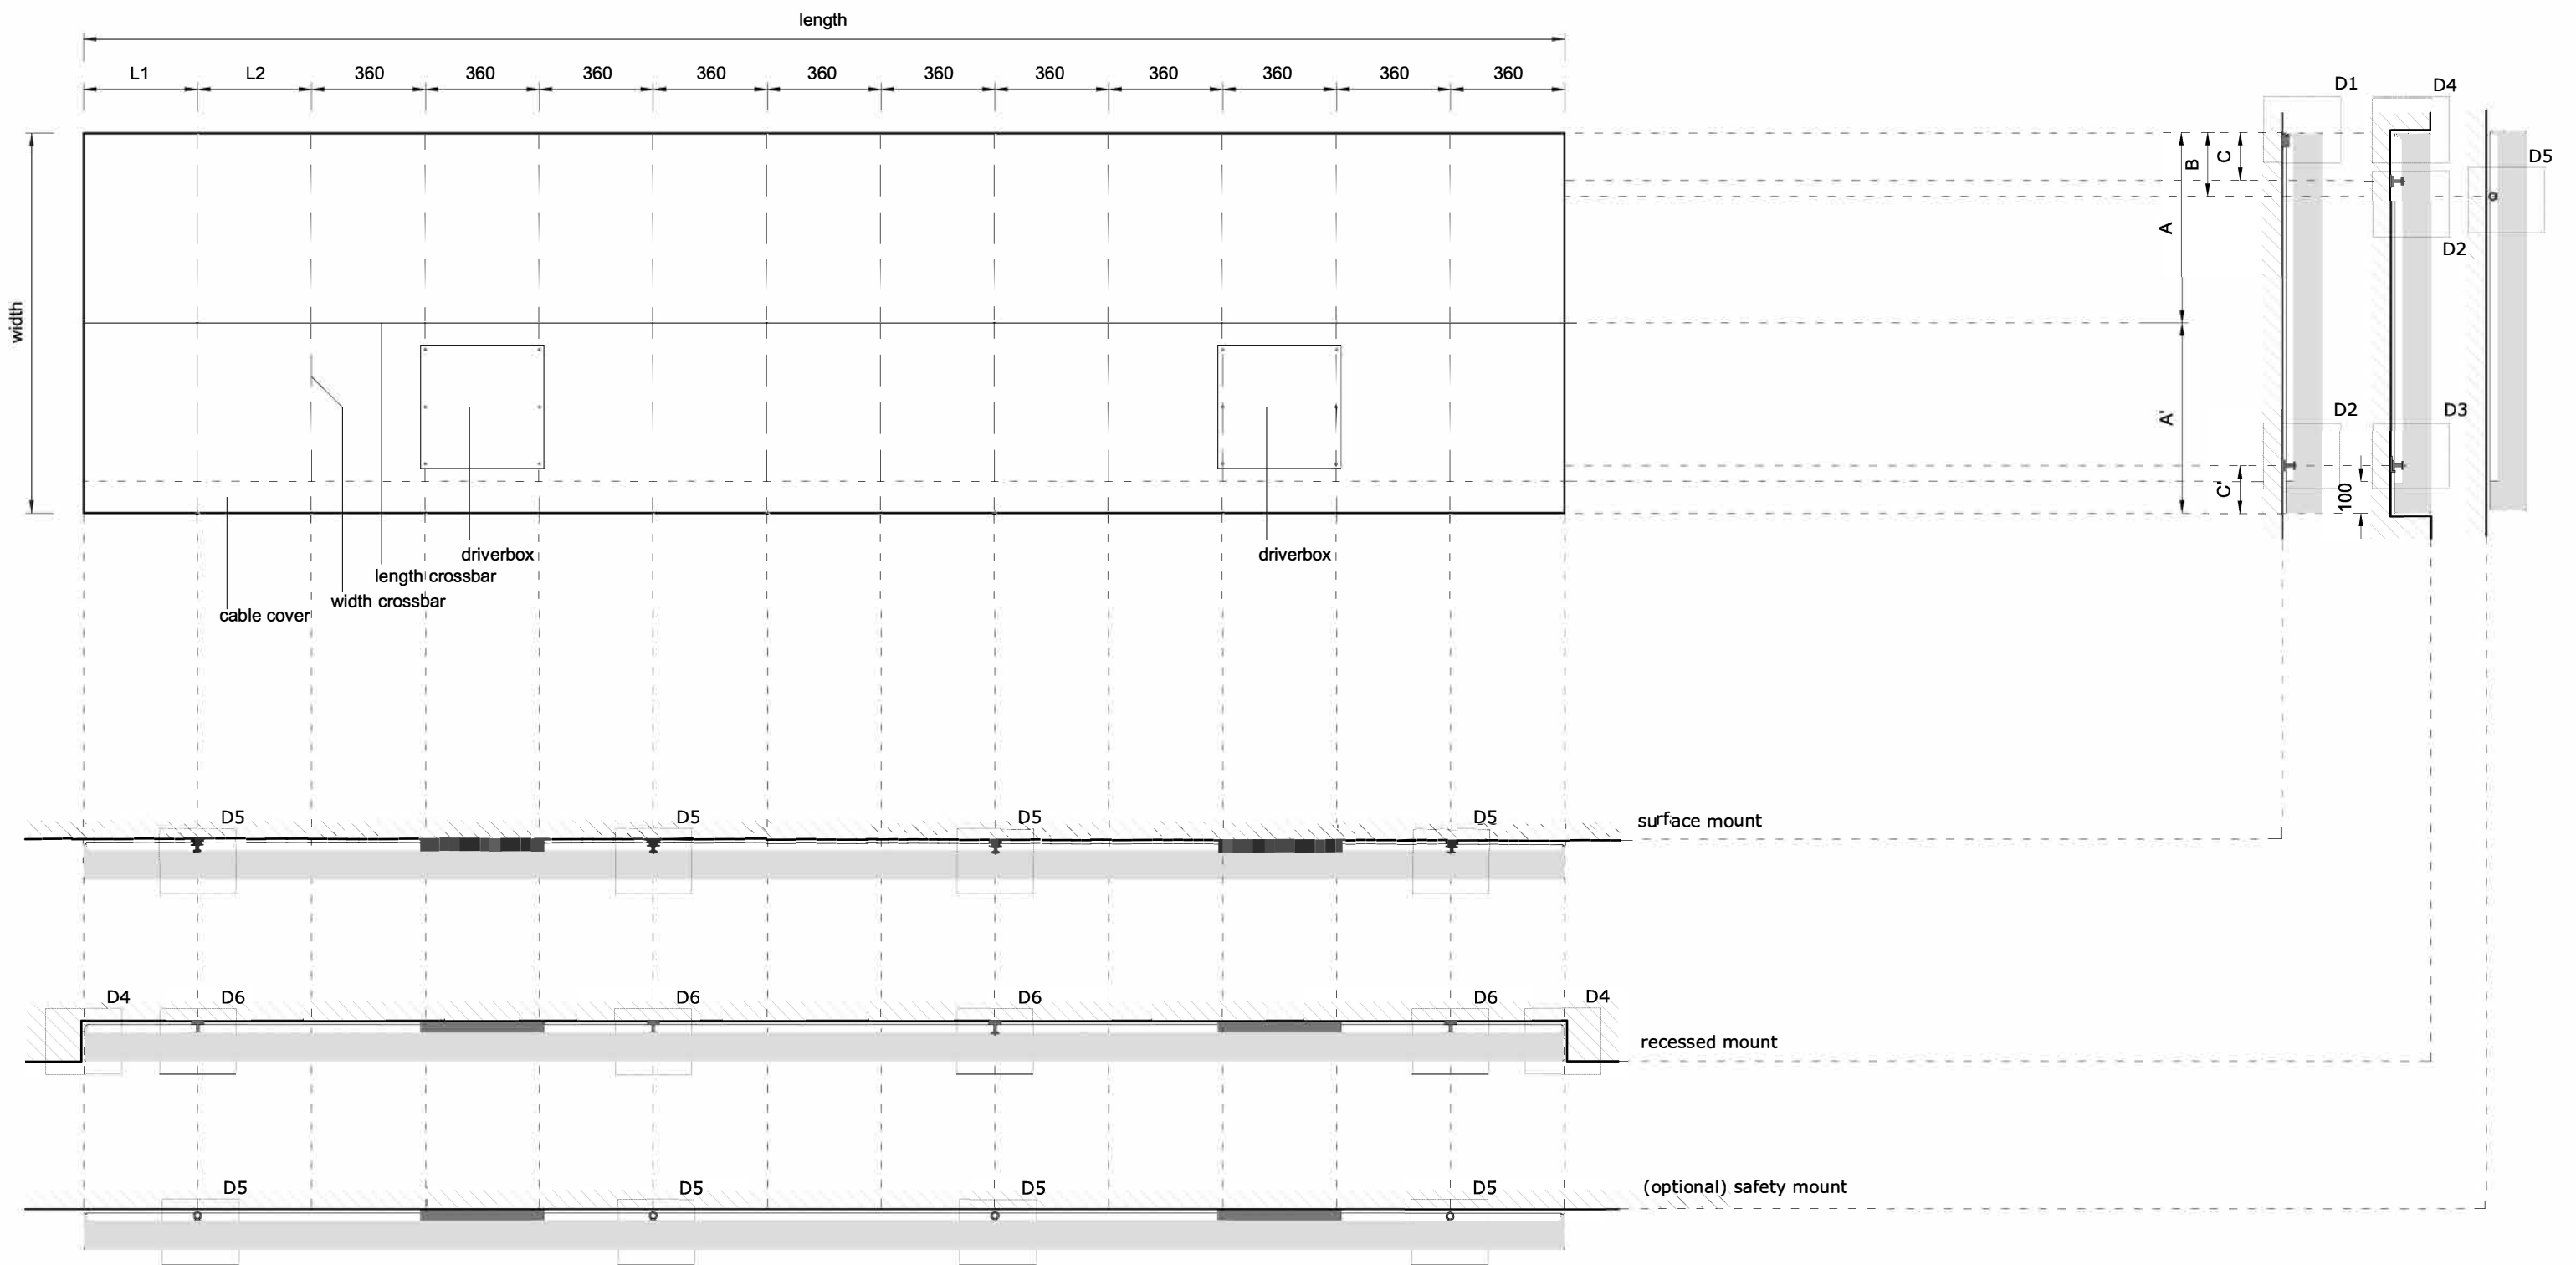 length
L1 L2 360 360 360 360 360 360 360 360 360 360 360
D1 D4
B C D5
A D2
width
D2 D3
A'
C' 100
driverbox driverbox
length crossbar
width crossbar
cable cover
D5 D5 D5 D5 surface mount
D4 D6 D6 D6 D6 D4
recessed mount
D5 D5 D5 D5 (optional) safety mount